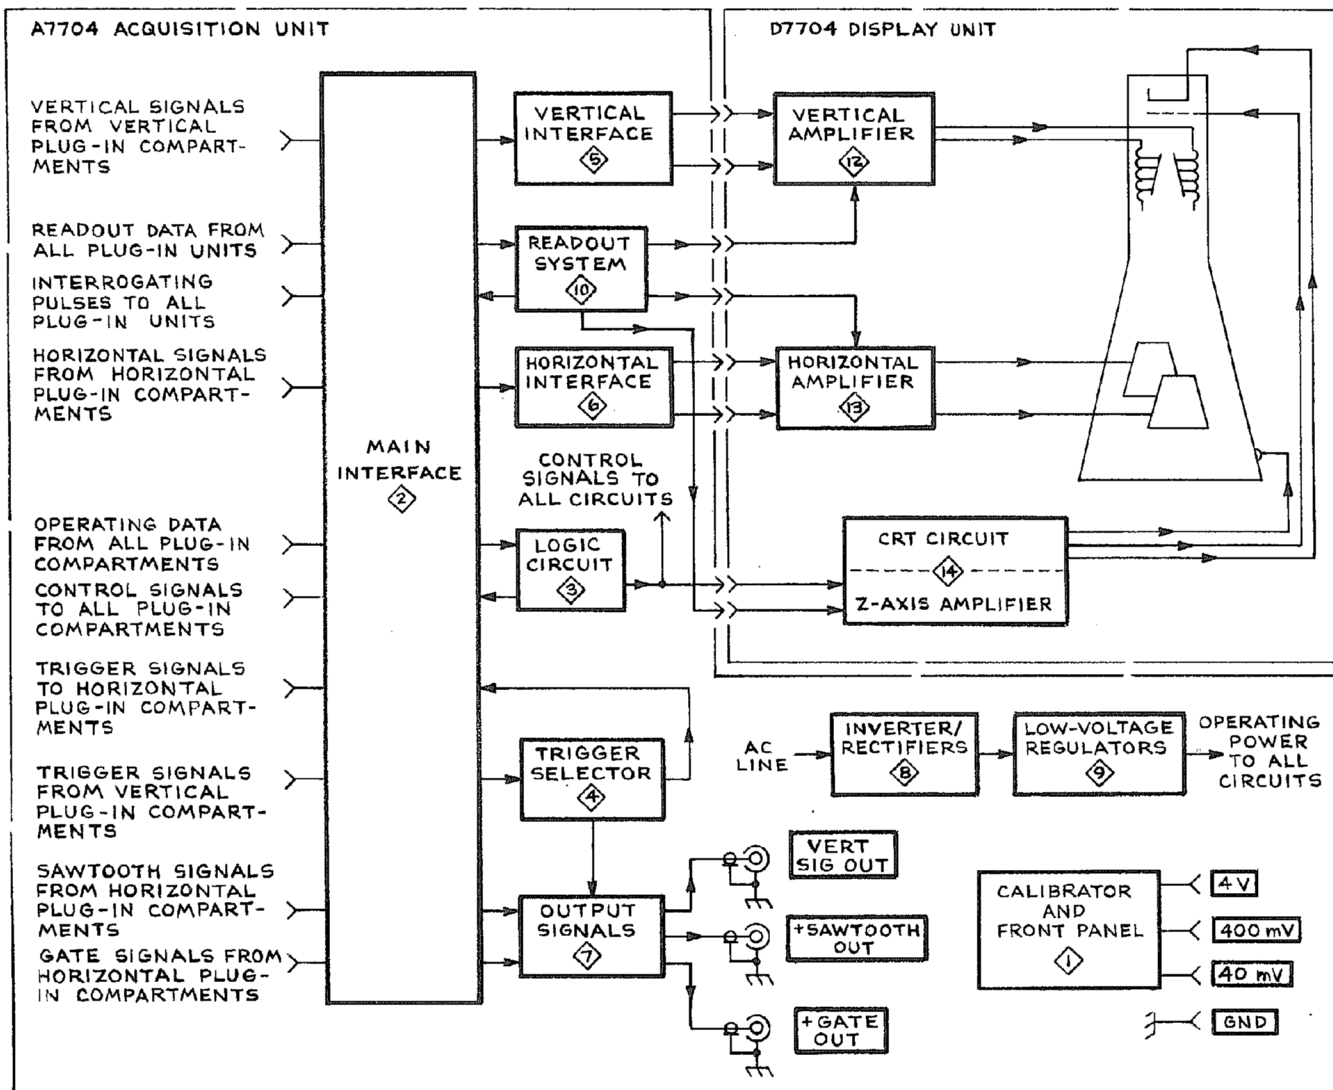 A7704 ACQUISITION UNIT
D7704 DISPLAY UNIT
VERTICAL SIGNALS
FROM VERTICAL
PLUG-IN COMPART-
MENTS
READOUT DATA FROM
ALL PLUG-IN UNITS
INTERROGATING
PULSES TO ALL
PLUG-IN UNITS
HORIZONTAL SIGNALS
FROM HORIZONTAL
PLUG-IN COMPART-
MENTS
OPERATING DATA
FROM ALL PLUG-IN
COMPARTMENTS
CONTROL SIGNALS
TO ALL PLUG-IN
COMPARTMENTS
TRIGGER SIGNALS
TO HORIZONTAL
PLUG-IN COMPART-
MENTS
TRIGGER SIGNALS
FROM VERTICAL
PLUG-IN COMPART-
MENTS
SAWTOOTH SIGNALS
FROM HORIZONTAL
PLUG-IN COMPART-
MENTS
GATE SIGNALS FROM
HORIZONTAL PLUG-
IN COMPARTMENTS
MAIN
INTERFACE
2
VERTICAL
INTERFACE
5
READOUT
SYSTEM
10
HORIZONTAL
INTERFACE
6
CONTROL
SIGNALS TO
ALL CIRCUITS
LOGIC
CIRCUIT
3
TRIGGER
SELECTOR
4
OUTPUT
SIGNALS
7
VERTICAL
AMPLIFIER
12
HORIZONTAL
AMPLIFIER
13
CRT CIRCUIT
14
Z-AXIS AMPLIFIER
AC
LINE
INVERTER/
RECTIFIERS
8
LOW-VOLTAGE
REGULATORS
9
OPERATING
POWER
TO ALL
CIRCUITS
VERT
SIG OUT
+SAWTOOTH
OUT
+GATE
OUT
CALIBRATOR
AND
FRONT PANEL
1
4V
400 mV
40 mV
GND